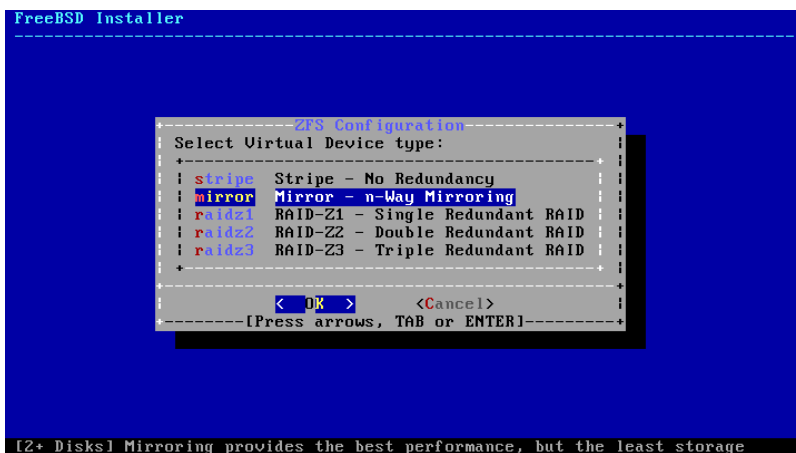 FreeBSD Installer
ZFS Configuration
Select Virtual Device type:
stripe Stripe - No Redundancy
mirror Mirror - n-Way Mirroring
raidz1 RAID-Z1 - Single Redundant RAID
raidz2 RAID-Z2 - Double Redundant RAID
raidz3 RAID-Z3 - Triple Redundant RAID
< OK > <Cancel>
[Press arrows, TAB or ENTER]
[2+ Disks] Mirroring provides the best performance, but the least storage